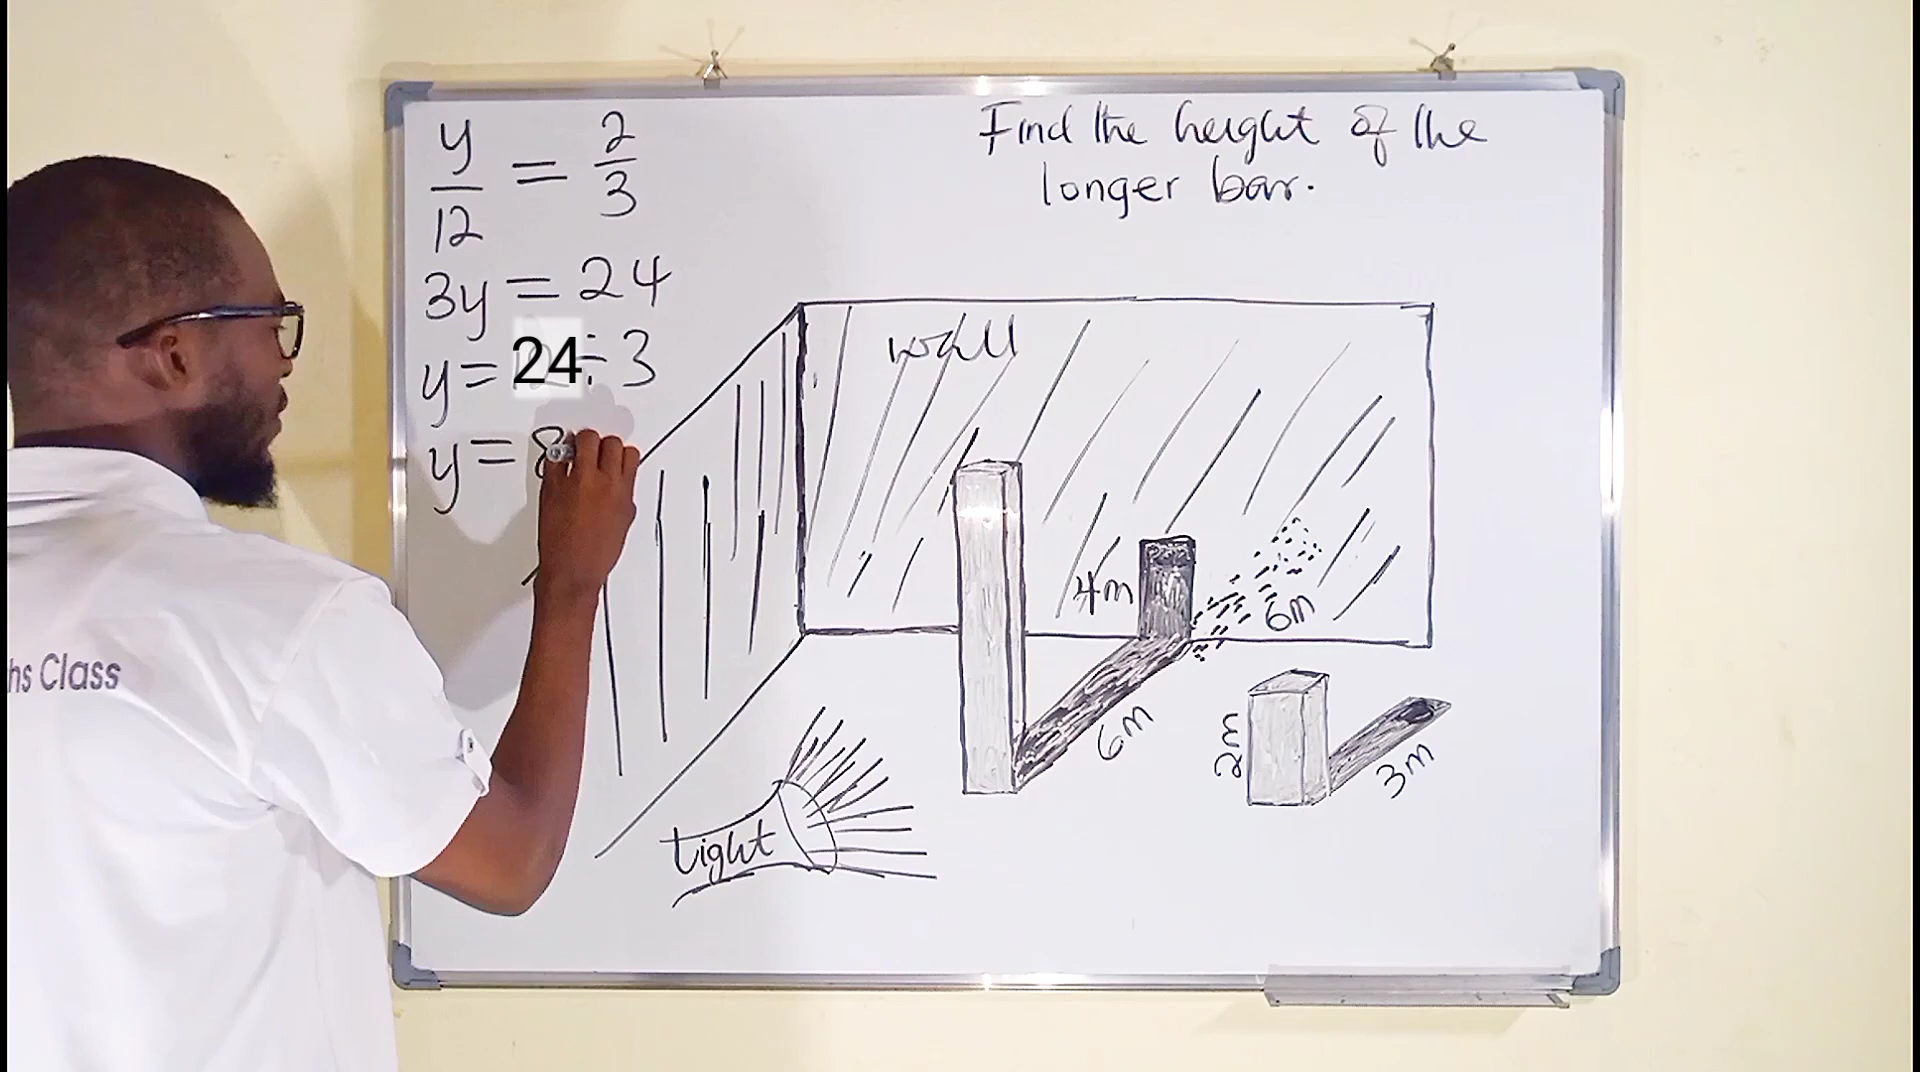 y/12 = 2/3
3y = 24
y = 24 ÷ 3
y = 8
Find the height of the
longer bar.
wall
4m
6m
6m
2m
3m
Light
hs Class